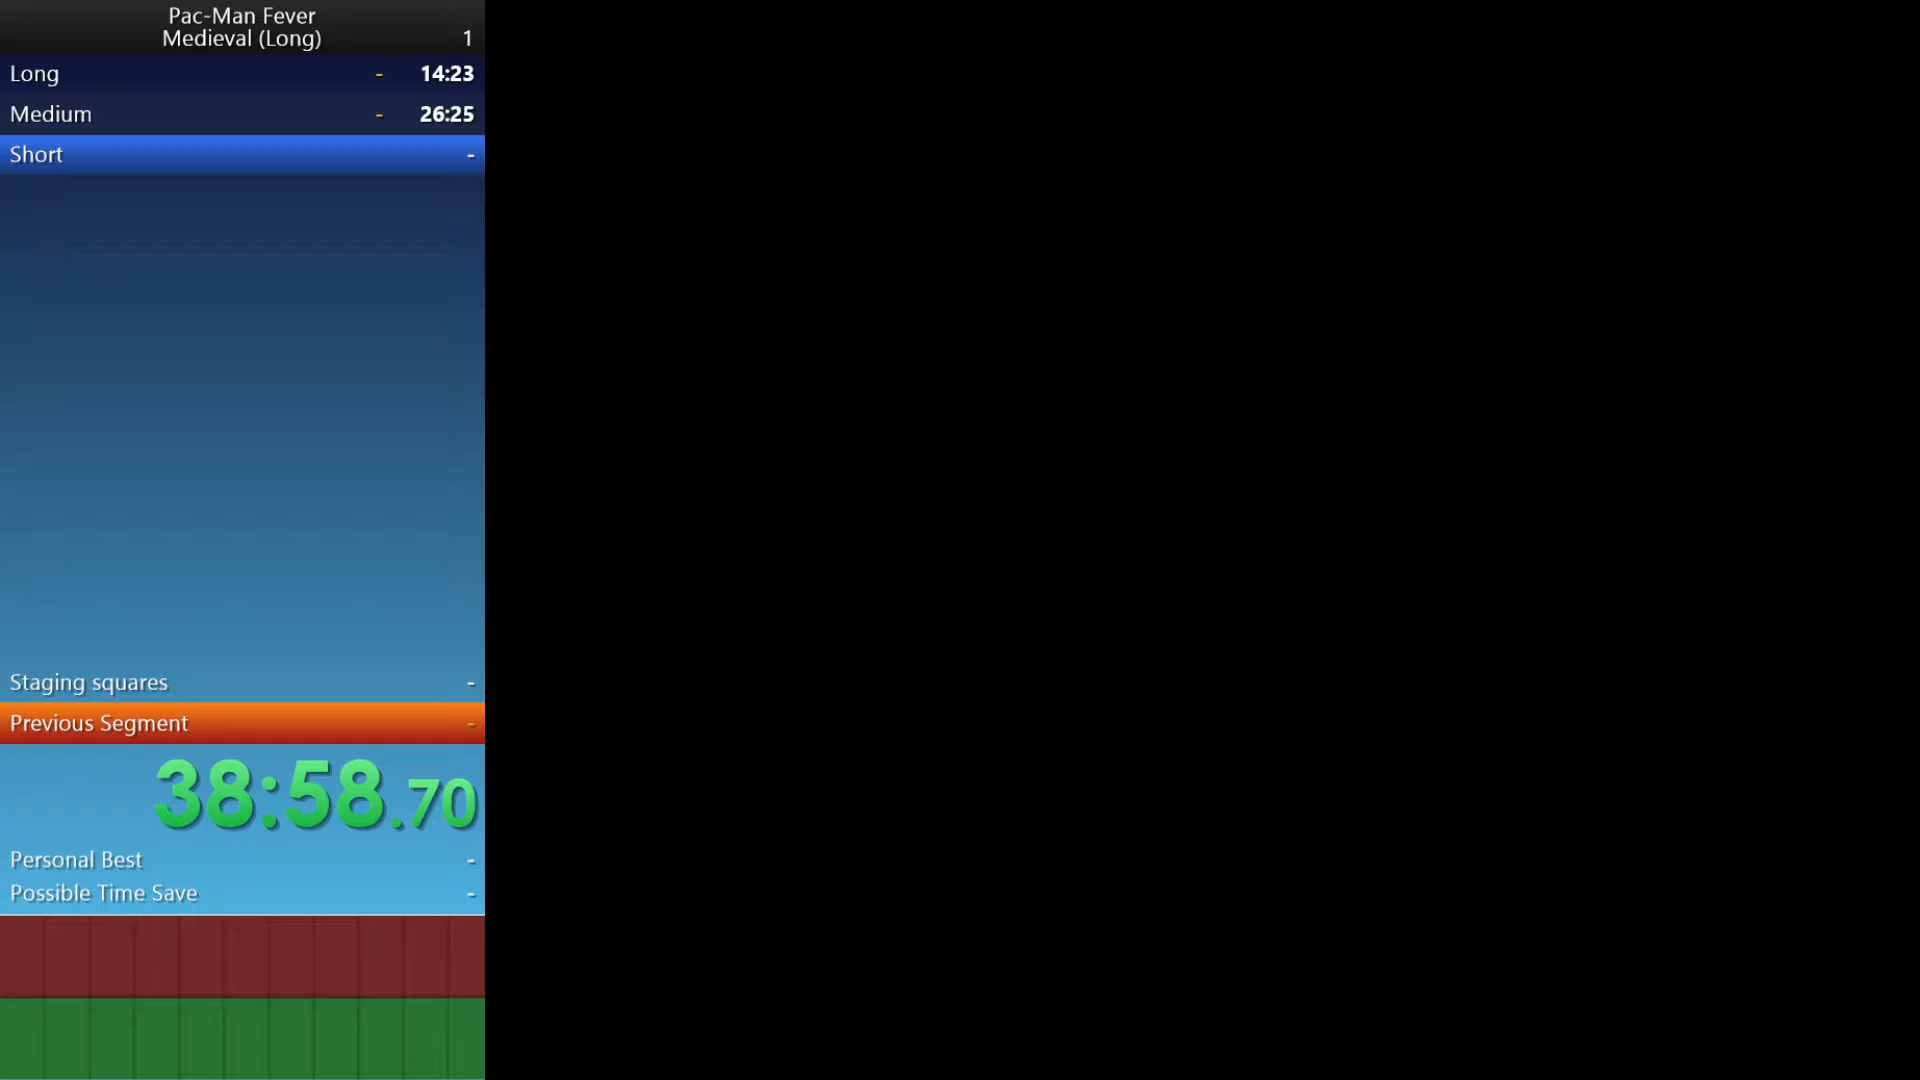 Pac-Man Fever
Medieval (Long) 1
Long - 14:23
Medium - 26:25
Short -
Staging squares -
Previous Segment -
38:58.70
Personal Best -
Possible Time Save -